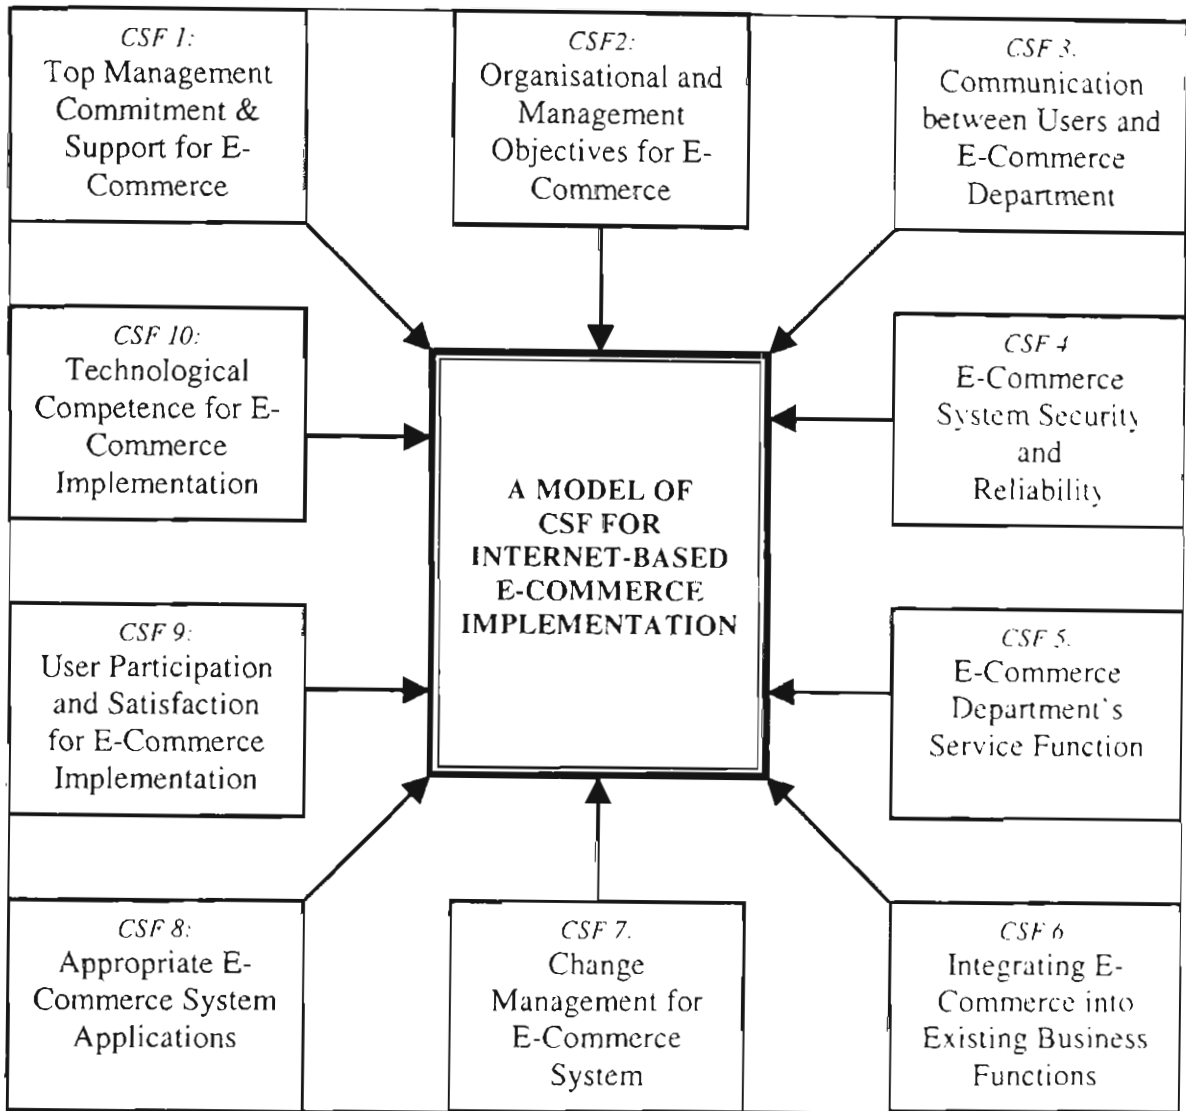 CSF 1:
Top Management
Commitment &
Support for E-
Commerce
CSF2:
Organisational and
Management
Objectives for E-
Commerce
CSF 3.
Communication
between Users and
E-Commerce
Department
CSF 10:
Technological
Competence for E-
Commerce
Implementation
A MODEL OF
CSF FOR
INTERNET-BASED
E-COMMERCE
IMPLEMENTATION
CSF 4
E-Commerce
System Security
and
Reliability
CSF 9:
User Participation
and Satisfaction
for E-Commerce
Implementation
CSF 5.
E-Commerce
Department's
Service Function
CSF 8:
Appropriate E-
Commerce System
Applications
CSF 7.
Change
Management for
E-Commerce
System
CSF 6
Integrating E-
Commerce into
Existing Business
Functions